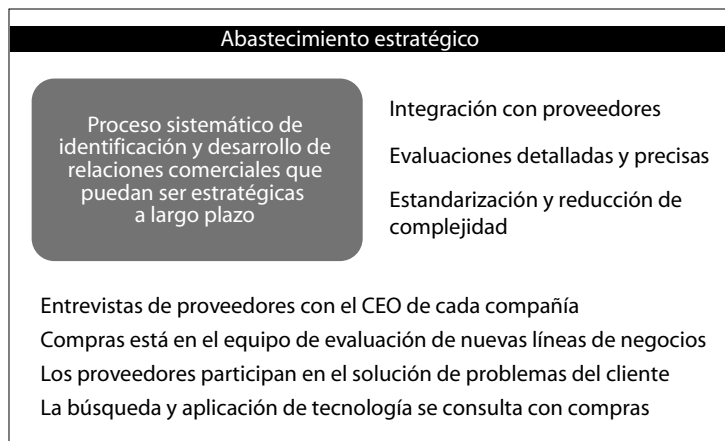 Abastecimiento estratégico
Proceso sistemático de
identificación y desarrollo de
relaciones comerciales que
puedan ser estratégicas
a largo plazo
Integración con proveedores
Evaluaciones detalladas y precisas
Estandarización y reducción de
complejidad
Entrevistas de proveedores con el CEO de cada compañía
Compras está en el equipo de evaluación de nuevas líneas de negocios
Los proveedores participan en el solución de problemas del cliente
La búsqueda y aplicación de tecnología se consulta con compras